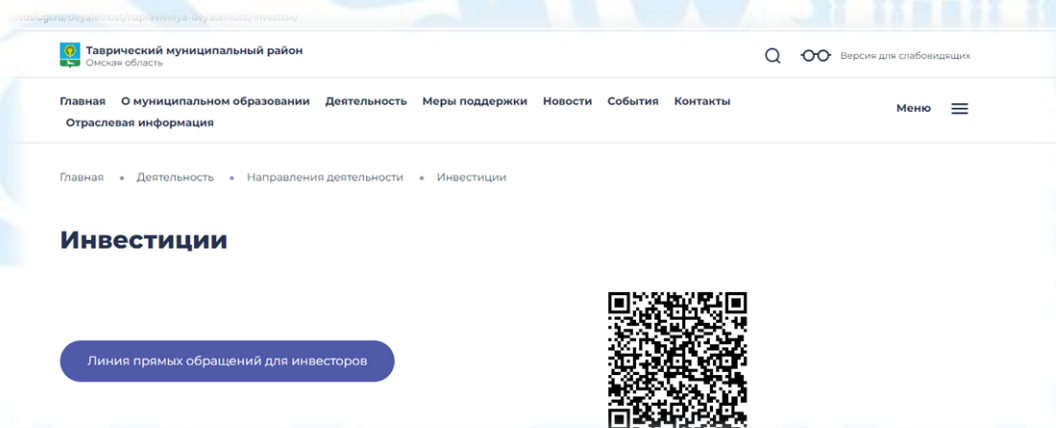 Таврический муниципальный район
Омская область
Версия для слабовидящих
Главная О муниципальном образовании Деятельность Меры поддержки Новости События Контакты
Отраслевая информация
Меню
Главная • Деятельность • Направления деятельности • Инвестиции
Инвестиции
Линия прямых обращений для инвесторов